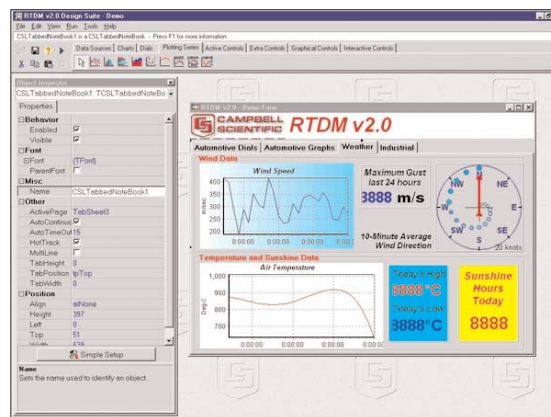 RTDM v2.0 Design Suite - Demo
File Edit View Run Tools Help
CSLTabbedNoteBook1 is a CSLTabbedNoteBook - Press F1 for more information
Data Sources Charts Dials Plotting Series Active Controls Extra Controls Graphical Controls Interactive Controls
Object Inspector
CSLTabbedNoteBook1: TCSLTabbedNoteBo
Properties
Behavior
Enabled
Visible
Font
Font (TFont)
ParentFont
Misc
Name CSLTabbedNoteBook1
Other
ActivePage TabSheet3
AutoContinue
AutoTimeOut 15
HotTrack
MultiLine
TabHeight 0
TabPosition tpTop
TabWidth 0
Position
Align alNone
Height 397
Left 0
Top 51
Width 628
Simple Setup
Name
Sets the name used to identify an object.
RTDM v2.0 - Demo Form
CAMPBELL
SCIENTIFIC RTDM v2.0
Automotive Dials Automotive Graphs Weather Industrial
Wind Data
Wind Speed
m/sec
400
350
300
250
200
0:00:00 0:00:00 0:00:00
Maximum Gust
last 24 hours
8888 m/s
10-Minute Average
Wind Direction
N
NW NE
W E
SW SE
S
20 knots
Temperature and Sunshine Data
Air Temperature
Deg C
1,000
900
800
700
0:00:00 0:00:00 0:00:00 0:00:00
Today's High
8888°C
Today's Low
8888°C
Sunshine
Hours
Today
8888